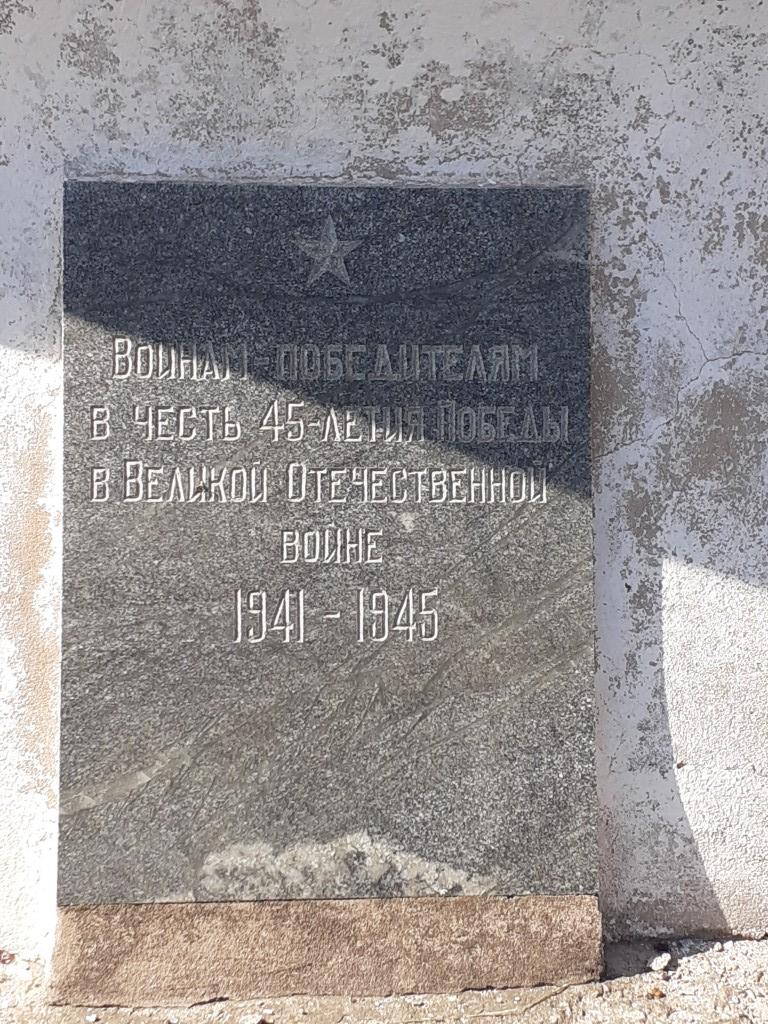 Воинам-победителям
в честь 45-летия Победы
в Великой Отечественной
войне
1941 - 1945